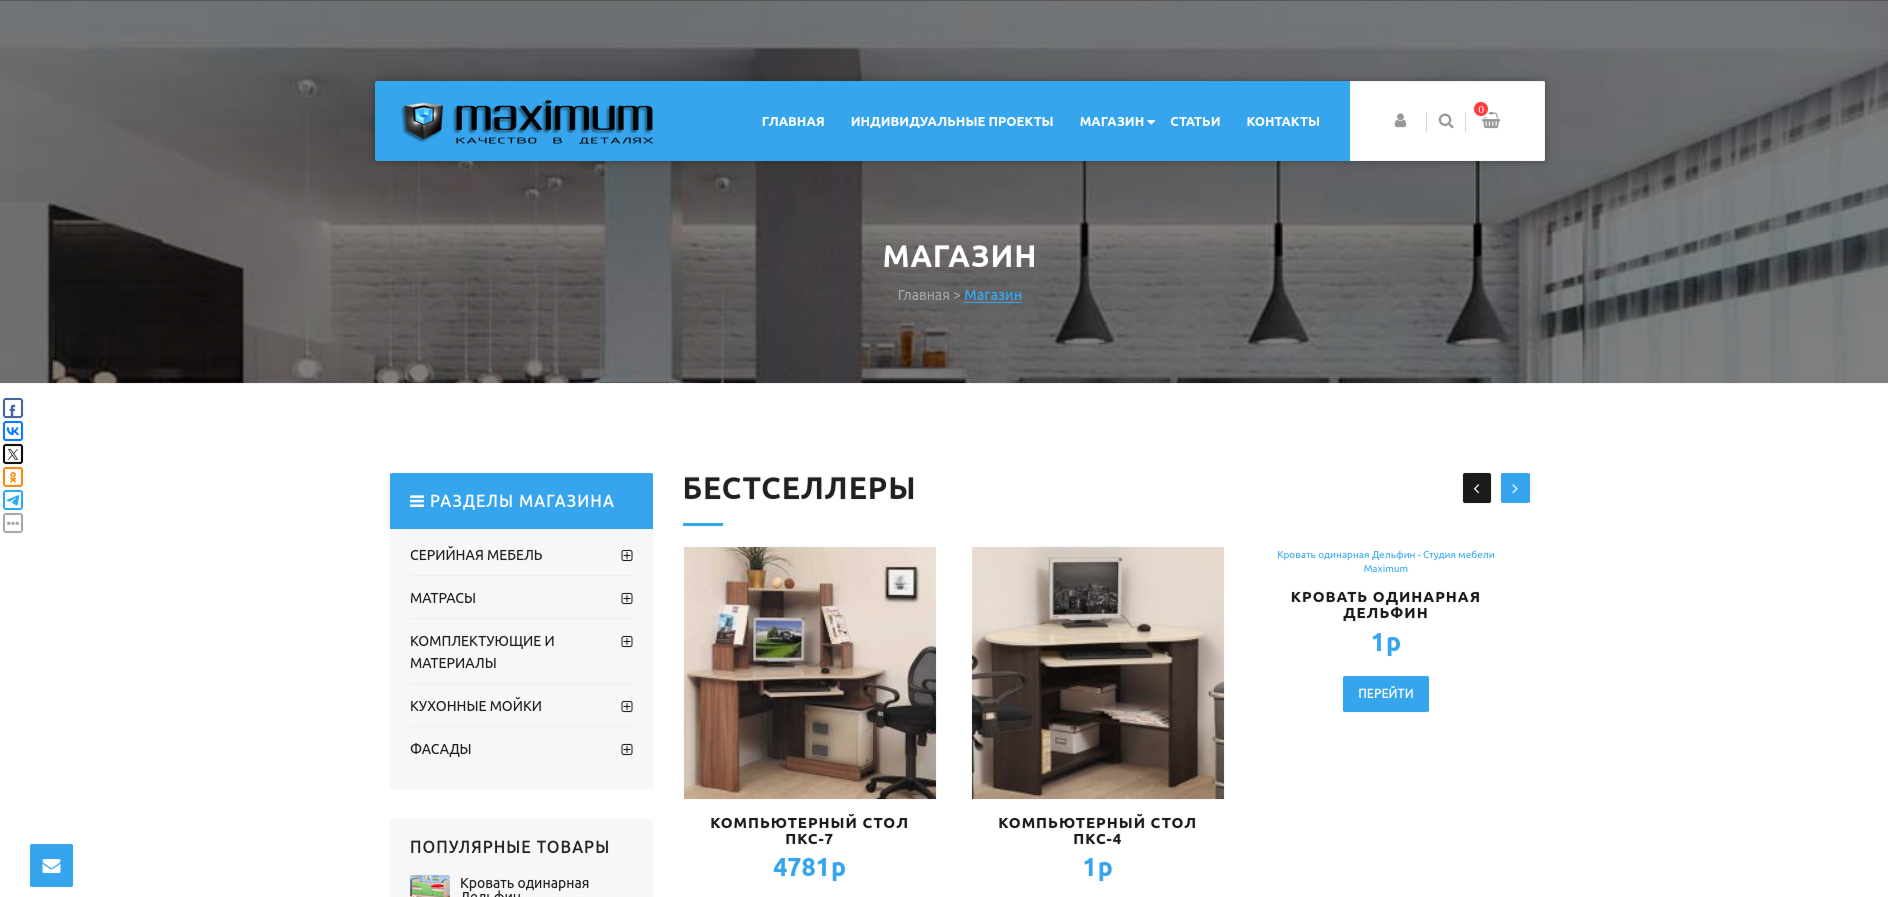 maximum
КАЧЕСТВО В ДЕТАЛЯХ
ГЛАВНАЯ ИНДИВИДУАЛЬНЫЕ ПРОЕКТЫ МАГАЗИН СТАТЬИ КОНТАКТЫ
0
МАГАЗИН
Главная > Магазин
РАЗДЕЛЫ МАГАЗИНА
СЕРИЙНАЯ МЕБЕЛЬ
МАТРАСЫ
КОМПЛЕКТУЮЩИЕ И
МАТЕРИАЛЫ
КУХОННЫЕ МОЙКИ
ФАСАДЫ
ПОПУЛЯРНЫЕ ТОВАРЫ
Кровать одинарная
Дельфин
БЕСТСЕЛЛЕРЫ
КОМПЬЮТЕРНЫЙ СТОЛ
ПКС-7
4781р
КОМПЬЮТЕРНЫЙ СТОЛ
ПКС-4
1р
Кровать одинарная Дельфин - Студия мебели
Maximum
КРОВАТЬ ОДИНАРНАЯ
ДЕЛЬФИН
1р
ПЕРЕЙТИ